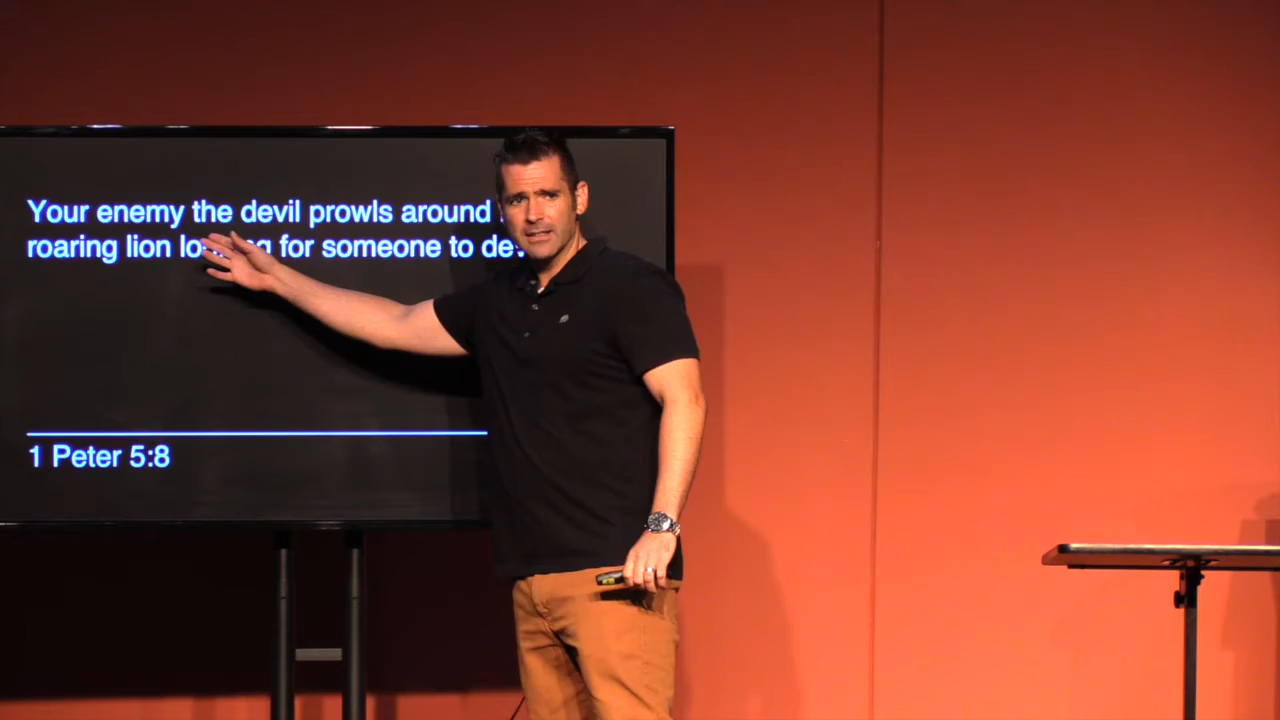 Your enemy the devil prowls around
roaring lion for someone to
1 Peter 5:8